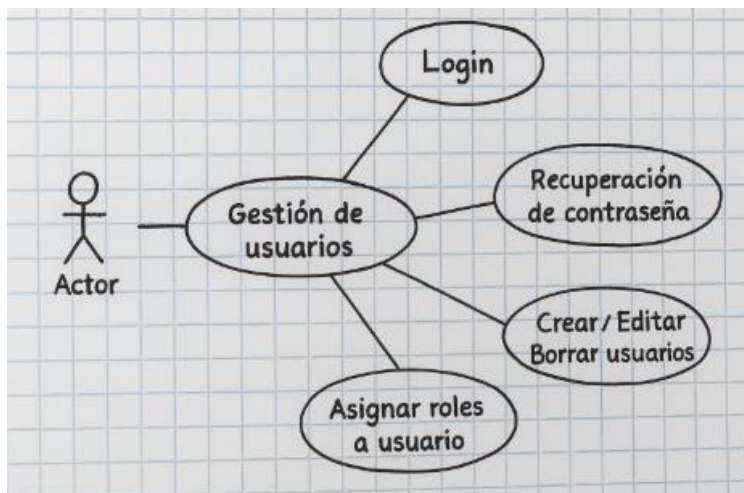 Login
Recuperación
de contraseña
Gestión de
usuarios
Actor
Crear / Editar
Borrar usuarios
Asignar roles
a usuario